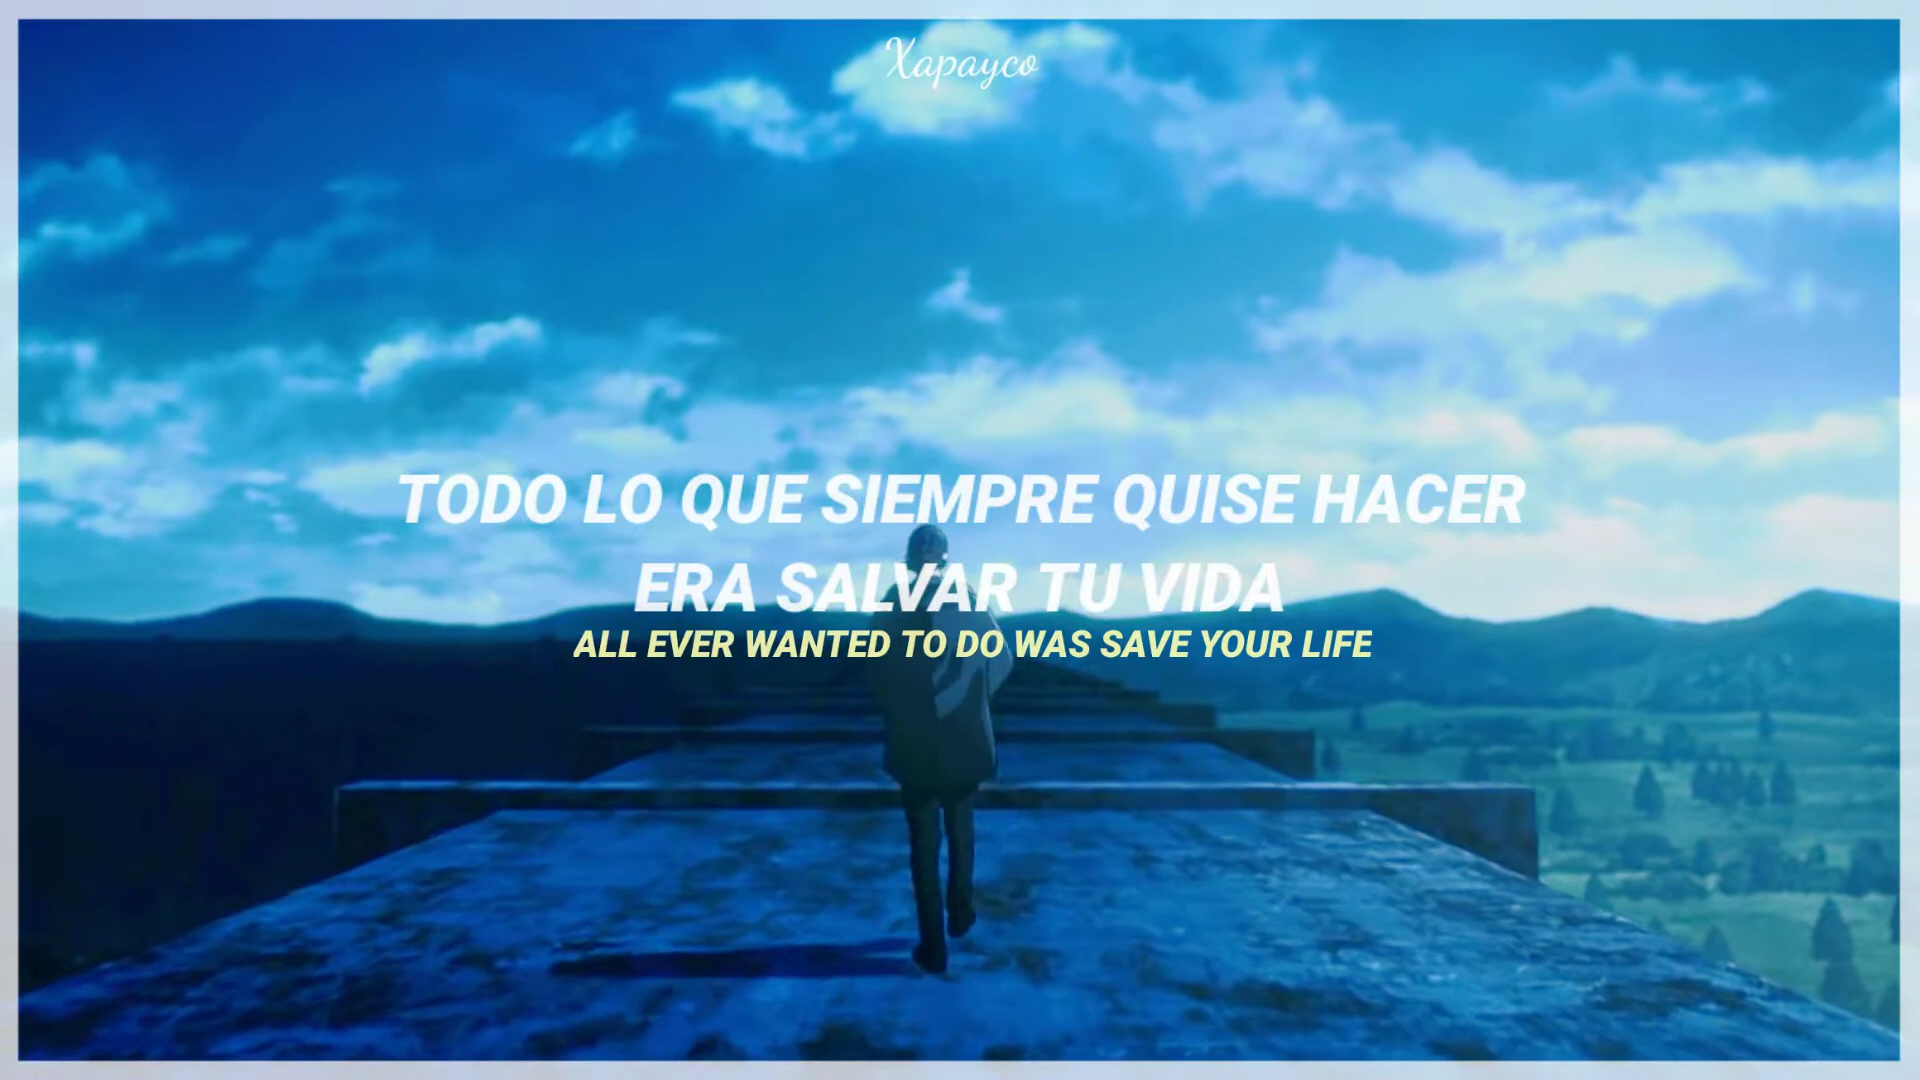 Xapayco
TODO LO QUE SIEMPRE QUISE HACER
ERA SALVAR TU VIDA
ALL EVER WANTED TO DO WAS SAVE YOUR LIFE